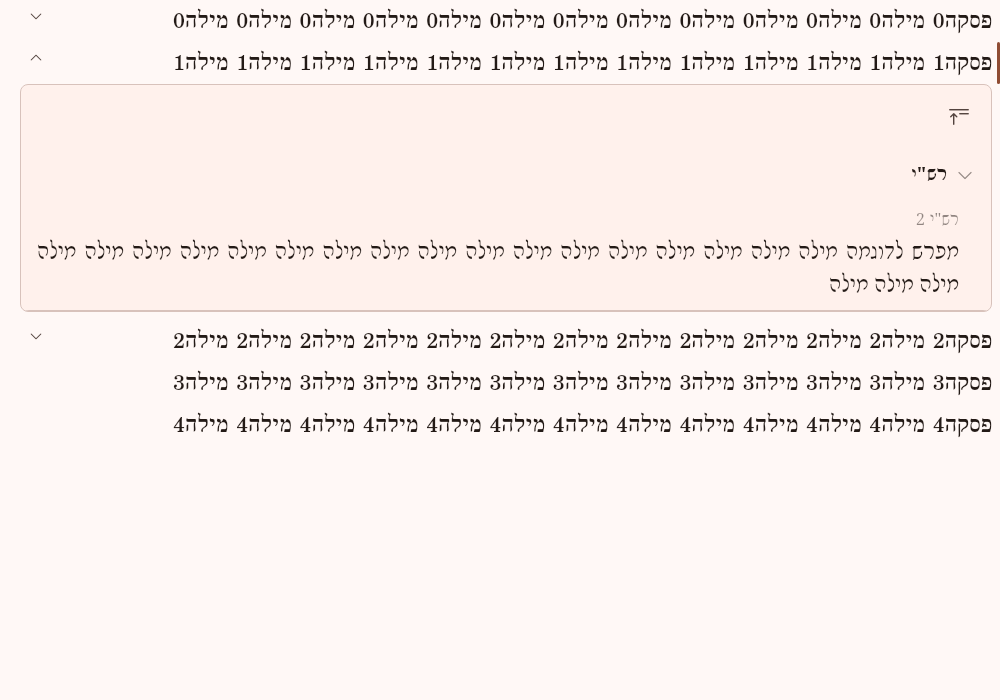 פסקה0 מילה0 מילה0 מילה0 מילה0 מילה0 מילה0 מילה0 מילה0 מילה0 מילה0 מילה0 מילה0
פסקה1 מילה1 מילה1 מילה1 מילה1 מילה1 מילה1 מילה1 מילה1 מילה1 מילה1 מילה1 מילה1
רש"י
רש"י 2
מפרש לדוגמה מילה מילה מילה מילה מילה מילה מילה מילה מילה מילה מילה מילה מילה מילה מילה מילה מילה
מילה מילה מילה
פסקה2 מילה2 מילה2 מילה2 מילה2 מילה2 מילה2 מילה2 מילה2 מילה2 מילה2 מילה2 מילה2
פסקה3 מילה3 מילה3 מילה3 מילה3 מילה3 מילה3 מילה3 מילה3 מילה3 מילה3 מילה3 מילה3
פסקה4 מילה4 מילה4 מילה4 מילה4 מילה4 מילה4 מילה4 מילה4 מילה4 מילה4 מילה4 מילה4